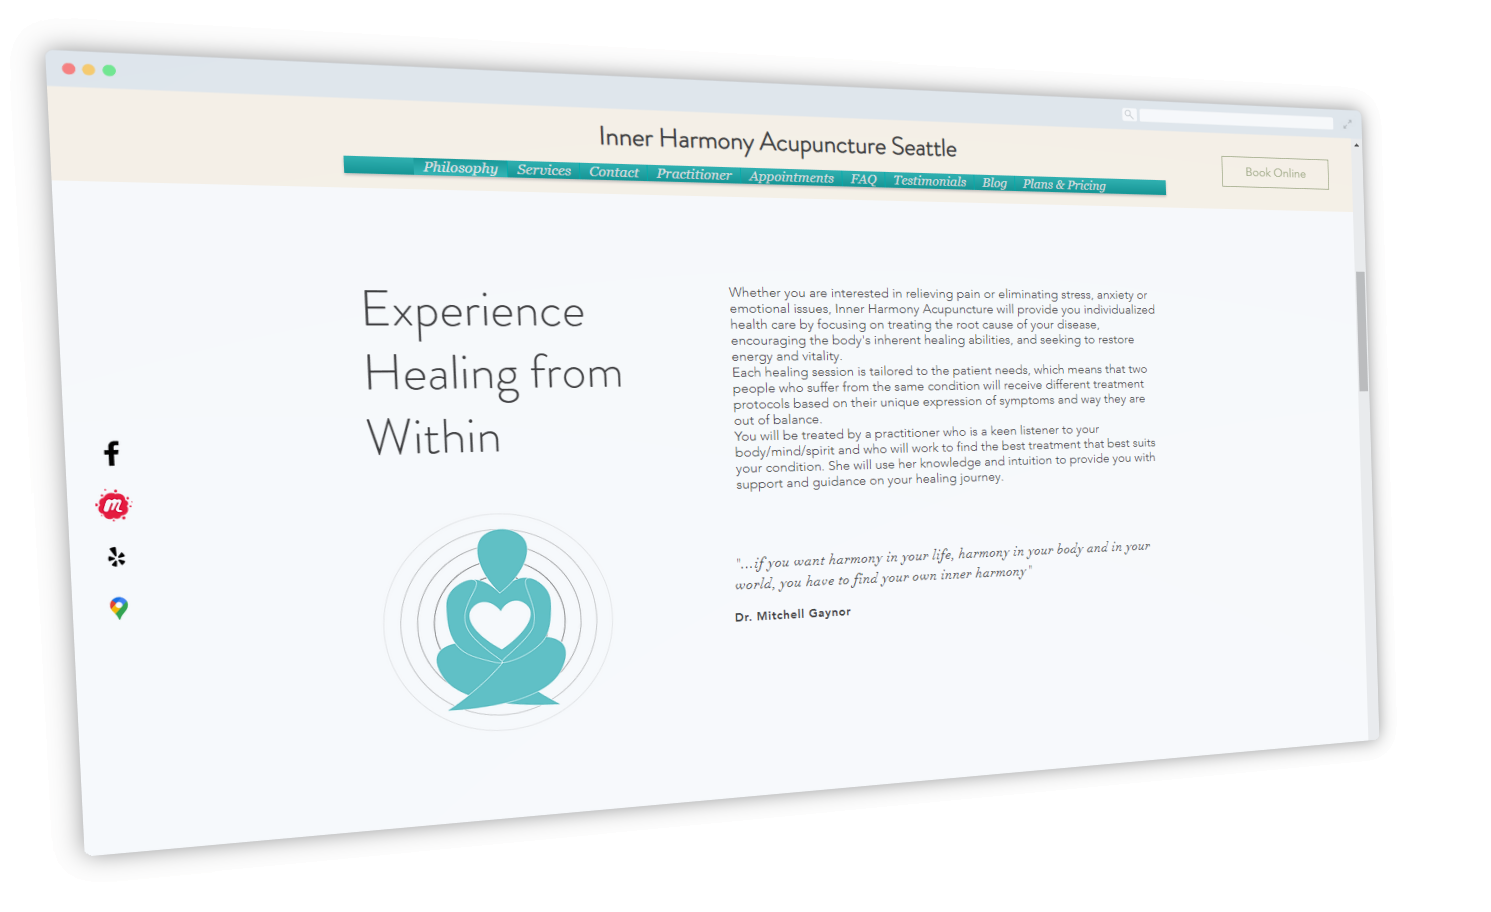 Inner Harmony Acupuncture Seattle
Philosophy Services Contact Practitioner Appointments FAQ Testimonials Blog Plans & Pricing
Book Online
Experience
Healing from
Within
Whether you are interested in relieving pain or eliminating stress, anxiety or
emotional issues, Inner Harmony Acupuncture will provide you individualized
health care by focusing on treating the root cause of your disease,
encouraging the body's inherent healing abilities, and seeking to restore
energy and vitality.
Each healing session is tailored to the patient needs, which means that two
people who suffer from the same condition will receive different treatment
protocols based on their unique expression of symptoms and way they are
out of balance.
You will be treated by a practitioner who is a keen listener to your
body/mind/spirit and who will work to find the best treatment that best suits
your condition. She will use her knowledge and intuition to provide you with
support and guidance on your healing journey.
"...if you want harmony in your life, harmony in your body and in your
world, you have to find your own inner harmony"
Dr. Mitchell Gaynor